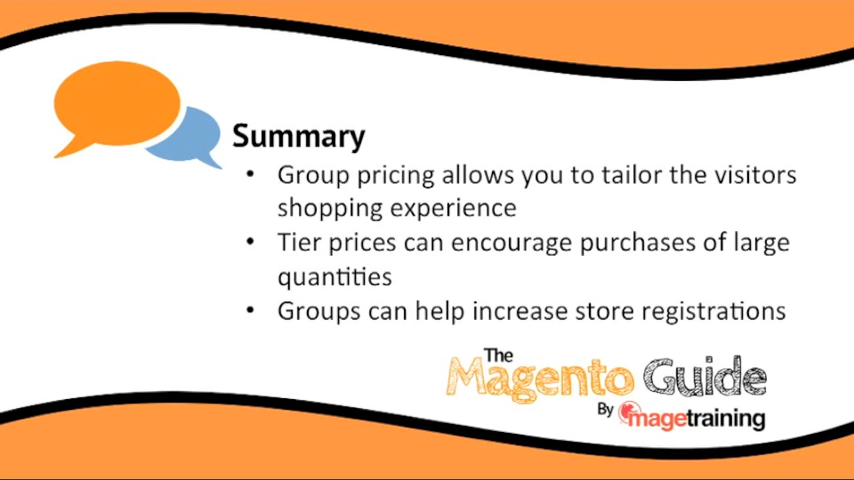 Summary
• Group pricing allows you to tailor the visitors
shopping experience
• Tier prices can encourage purchases of large
quantities
• Groups can help increase store registrations
The
Magento Guide
By magetraining